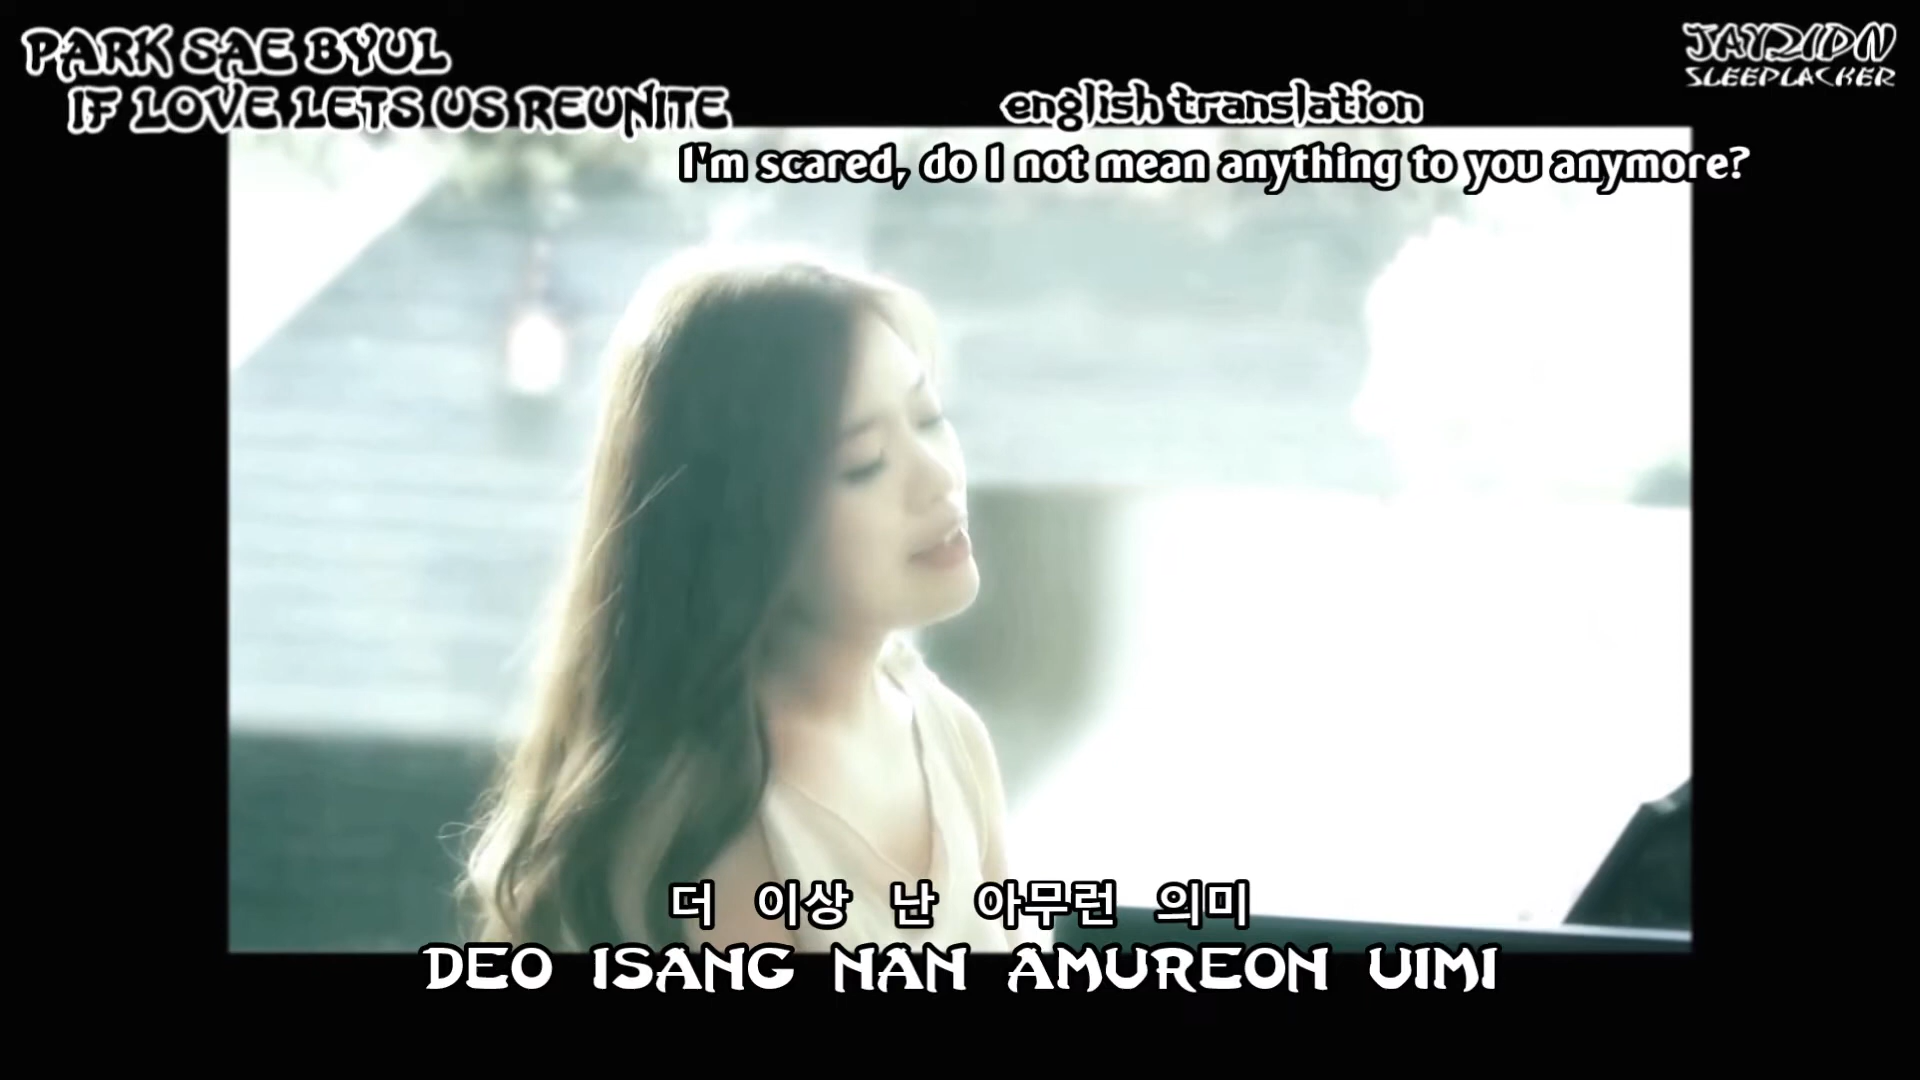 PARK SAE BYUL
IF LOVE LETS US REUNITE
JAYZION
SLEEPLACKER
english translation
I'm scared, do I not mean anything to you anymore?
더 이상 난 아무런 의미
DEO ISANG NAN AMUREON UIMI